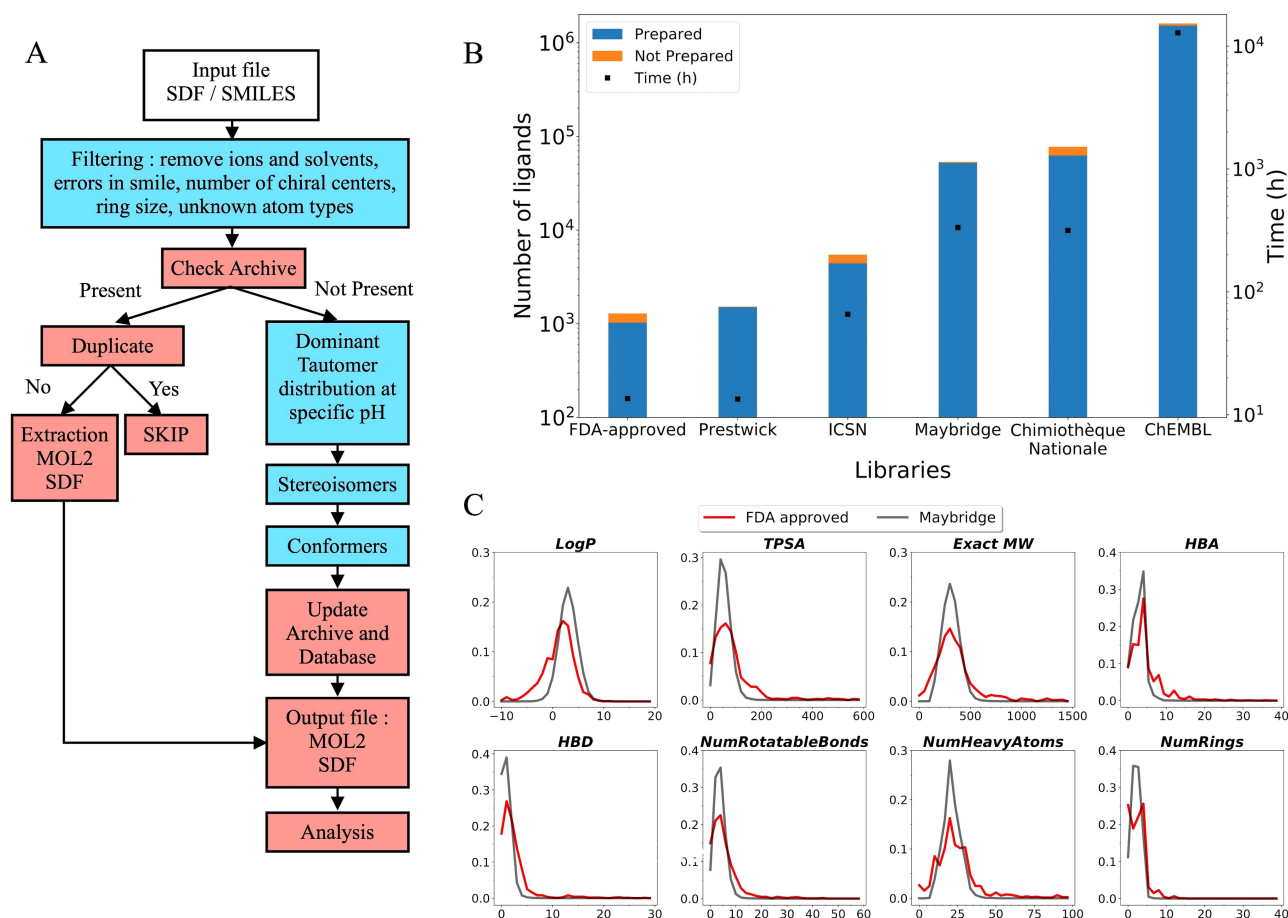 A
Input file
SDF / SMILES
Filtering : remove ions and solvents,
errors in smile, number of chiral centers,
ring size, unknown atom types
Check Archive
Present
Not Present
Duplicate
No
Yes
Extraction
MOL2
SDF
SKIP
Dominant
Tautomer
distribution at
specific pH
Stereoisomers
Conformers
Update
Archive and
Database
Output file :
MOL2
SDF
Analysis
B
Prepared
Not Prepared
Time (h)
Number of ligands
10^6
10^5
10^4
10^3
10^2
Time (h)
10^4
10^3
10^2
10^1
FDA-approved
Prestwick
ICSN
Maybridge
Chimiothèque
Nationale
ChEMBL
Libraries
C
FDA approved
Maybridge
LogP
0.3
0.2
0.1
0.0
−10 0 10 19
TPSA
0.3
0.2
0.1
0.0
0 200 400 600
Exact MW
0.3
0.2
0.1
0.0
0 500 1000 1500
HBA
0.4
0.3
0.2
0.1
0.0
0 10 20 30 40
HBD
0.4
0.3
0.2
0.1
0.0
0 10 20 30
NumRotatableBonds
0.4
0.3
0.2
0.1
0.0
0 10 20 30 40 50 60
NumHeavyAtoms
0.3
0.2
0.1
0.0
0 25 50 75 100
NumRings
0.4
0.3
0.2
0.1
0.0
0 10 20 30 40